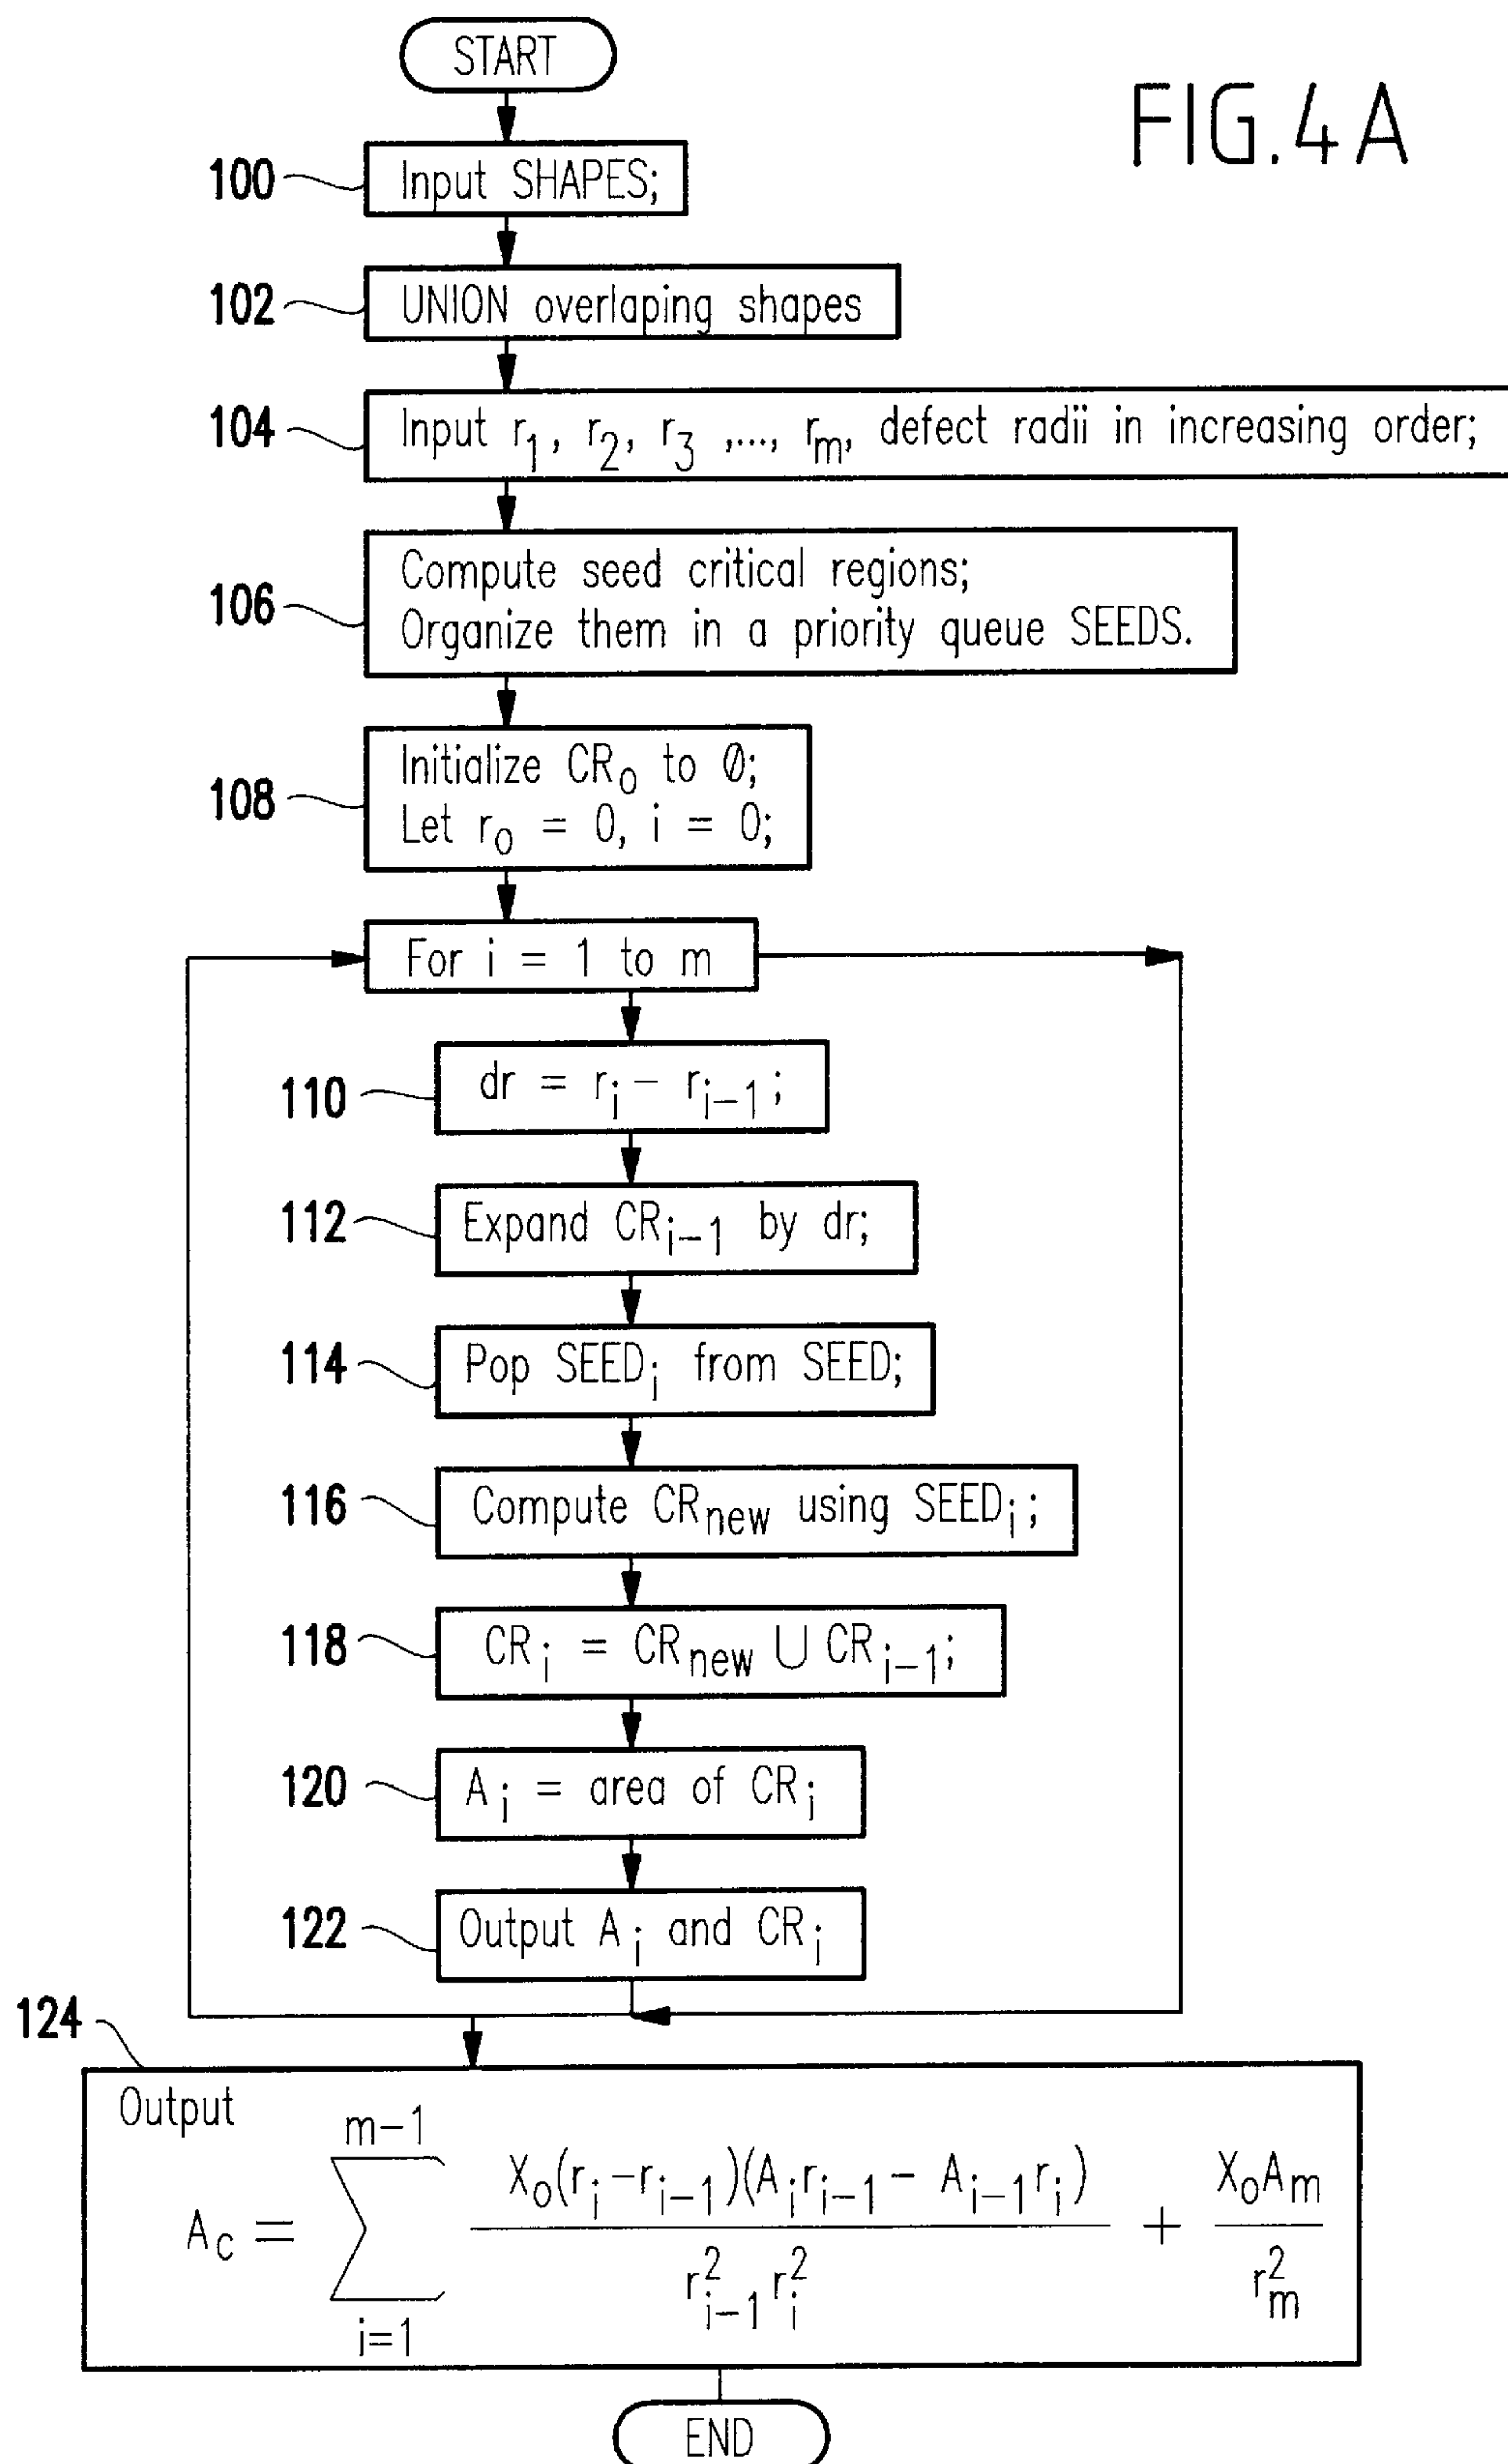 START
FIG.4A
100
Input SHAPES;
102
UNION overlaping shapes
104
Input r₁, r₂, r₃ ,..., rₘ, defect radii in increasing order;
106
Compute seed critical regions;
Organize them in a priority queue SEEDS.
108
Initialize CR₀ to ∅;
Let r₀ = 0, i = 0;
For i = 1 to m
110
dr = rᵢ − rᵢ₋₁ ;
112
Expand CRᵢ₋₁ by dr;
114
Pop SEEDᵢ from SEED;
116
Compute CR_new using SEEDᵢ ;
118
CRᵢ = CR_new ∪ CRᵢ₋₁;
120
Aᵢ = area of CRᵢ
122
Output Aᵢ and CRᵢ
124
Output
A_c = ∑_{i=1}^{m−1} X₀(rᵢ −rᵢ₋₁)(Aᵢrᵢ₋₁ − Aᵢ₋₁rᵢ) / r²ᵢ₋₁ r²ᵢ + X₀Aₘ / r²ₘ
END